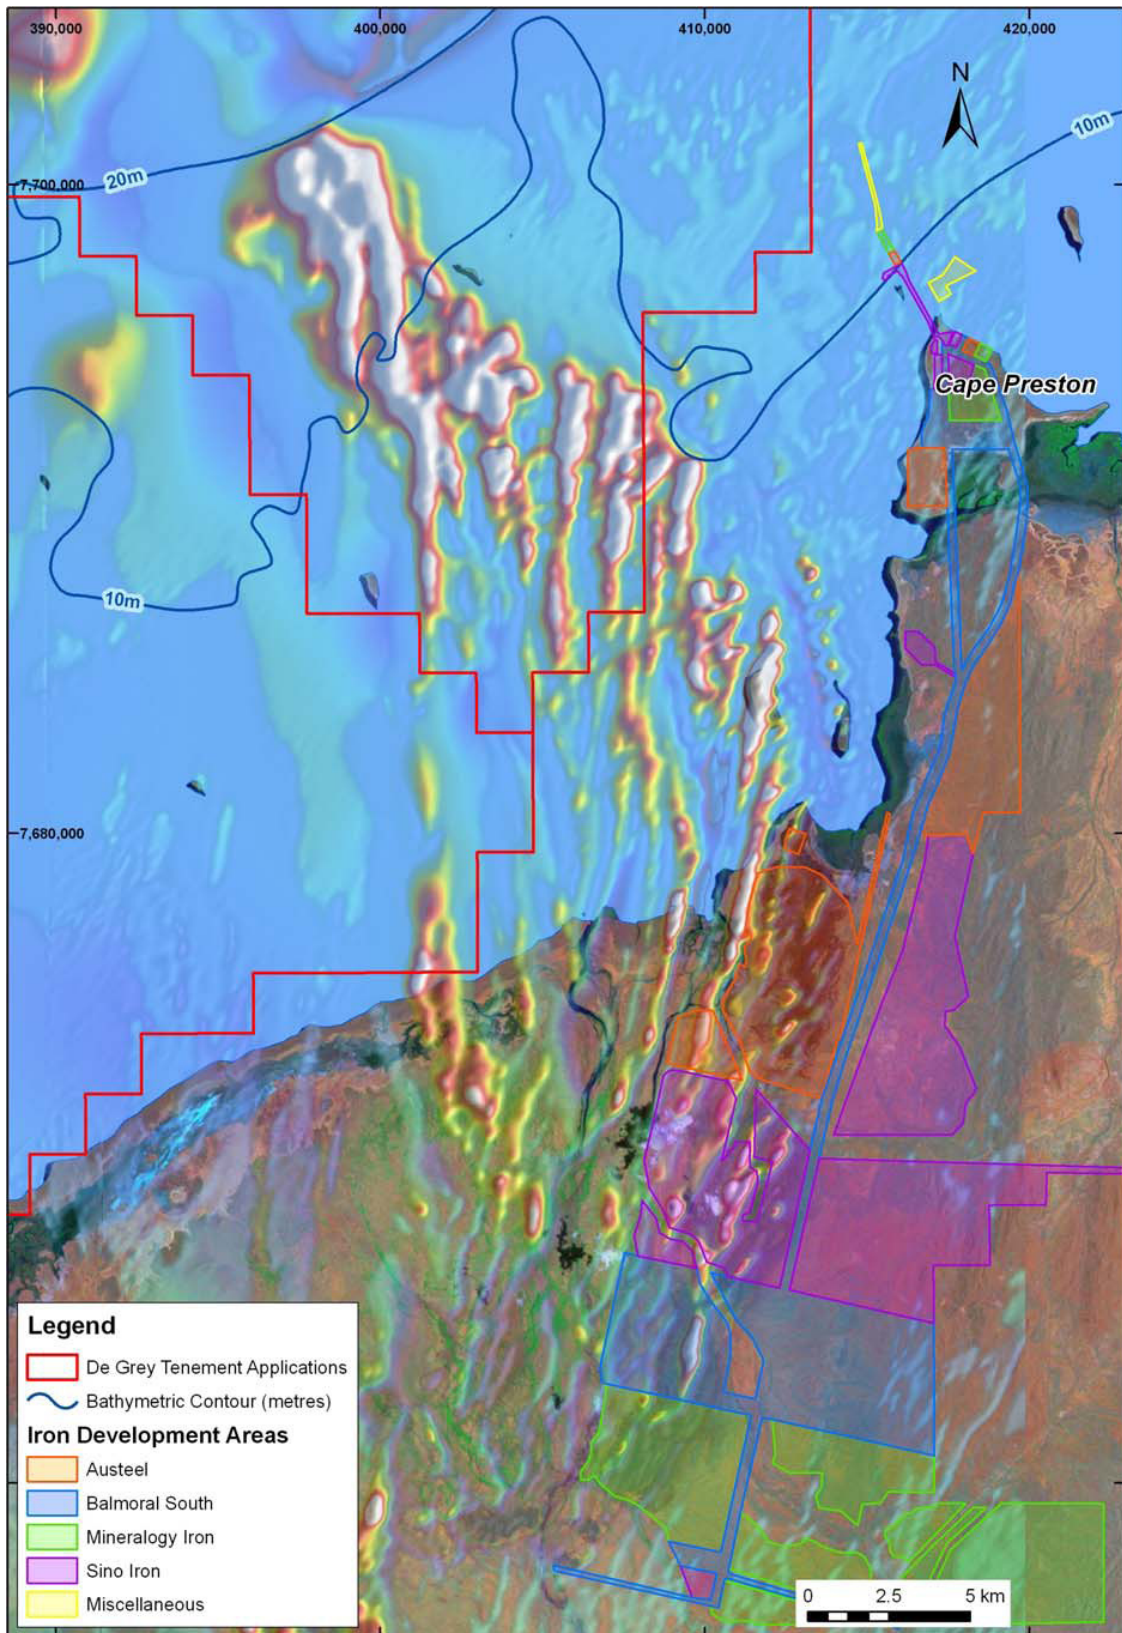 390,000
400,000
410,000
420,000
N
10m
20m
7,700,000
Cape Preston
10m
7,680,000
Legend
De Grey Tenement Applications
Bathymetric Contour (metres)
Iron Development Areas
Austeel
Balmoral South
Mineralogy Iron
Sino Iron
Miscellaneous
0 2.5 5 km